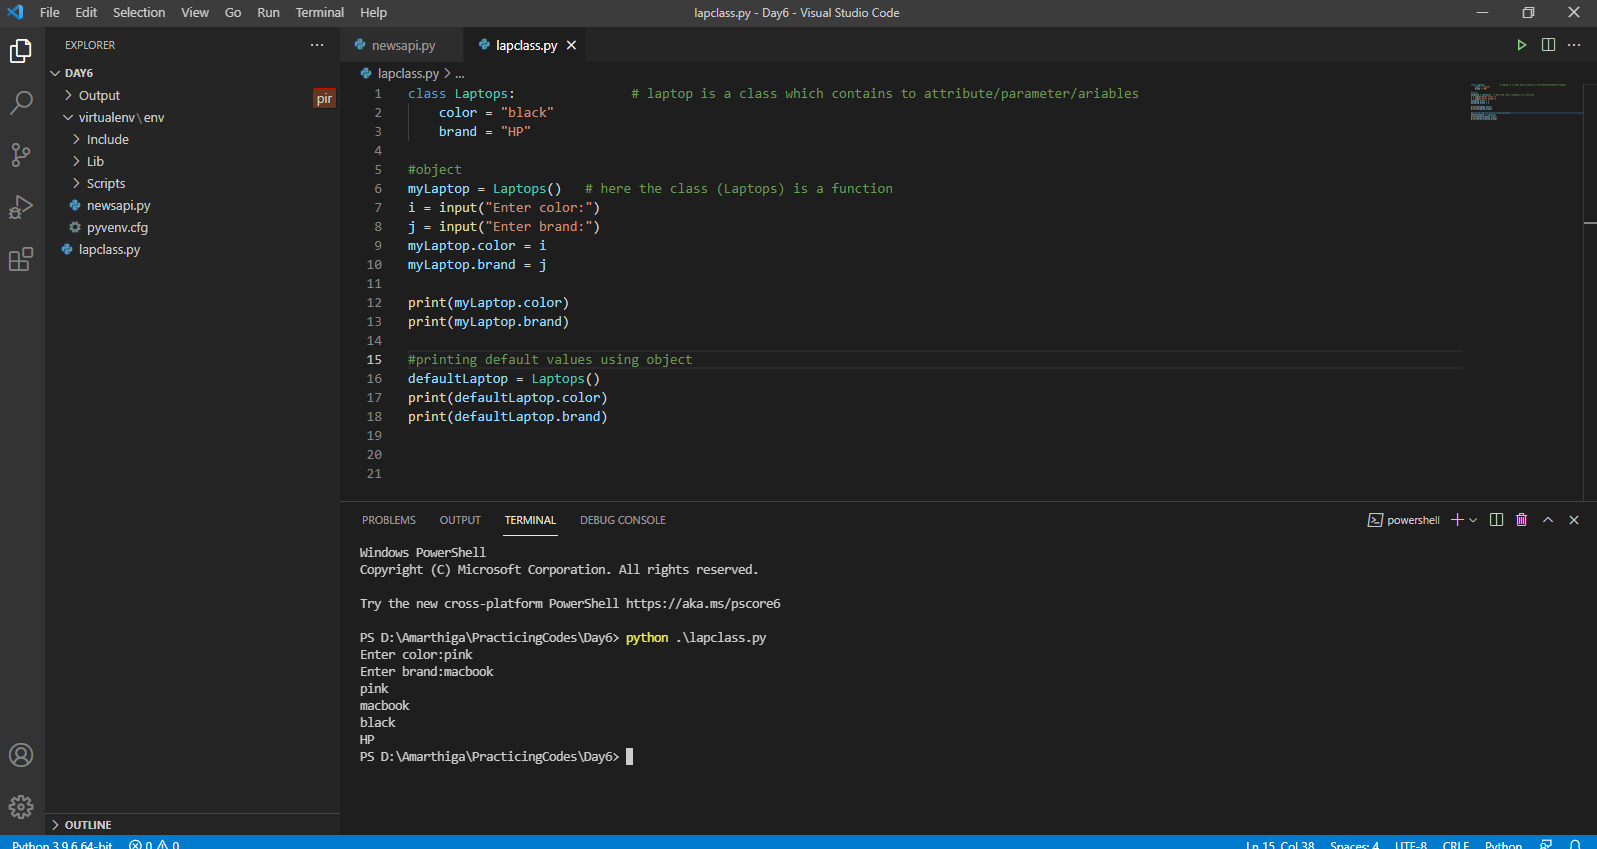 File Edit Selection View Go Run Terminal Help
lapclass.py - Day6 - Visual Studio Code
EXPLORER
DAY6
Output
pir
virtualenv\env
Include
Lib
Scripts
newsapi.py
pyvenv.cfg
lapclass.py
OUTLINE
newsapi.py lapclass.py
lapclass.py > ...
1 class Laptops: # laptop is a class which contains to attribute/parameter/ariables
2 color = "black"
3 brand = "HP"
4
5 #object
6 myLaptop = Laptops() # here the class (Laptops) is a function
7 i = input("Enter color:")
8 j = input("Enter brand:")
9 myLaptop.color = i
10 myLaptop.brand = j
11
12 print(myLaptop.color)
13 print(myLaptop.brand)
14
15 #printing default values using object
16 defaultLaptop = Laptops()
17 print(defaultLaptop.color)
18 print(defaultLaptop.brand)
19
20
21
PROBLEMS OUTPUT TERMINAL DEBUG CONSOLE
powershell
Windows PowerShell
Copyright (C) Microsoft Corporation. All rights reserved.
Try the new cross-platform PowerShell https://aka.ms/pscore6
PS D:\Amarthiga\PracticingCodes\Day6> python .\lapclass.py
Enter color:pink
Enter brand:macbook
pink
macbook
black
HP
PS D:\Amarthiga\PracticingCodes\Day6>
Python 3.9.6 64-bit 0 0 Ln 15, Col 38 Spaces: 4 UTF-8 CRLF Python